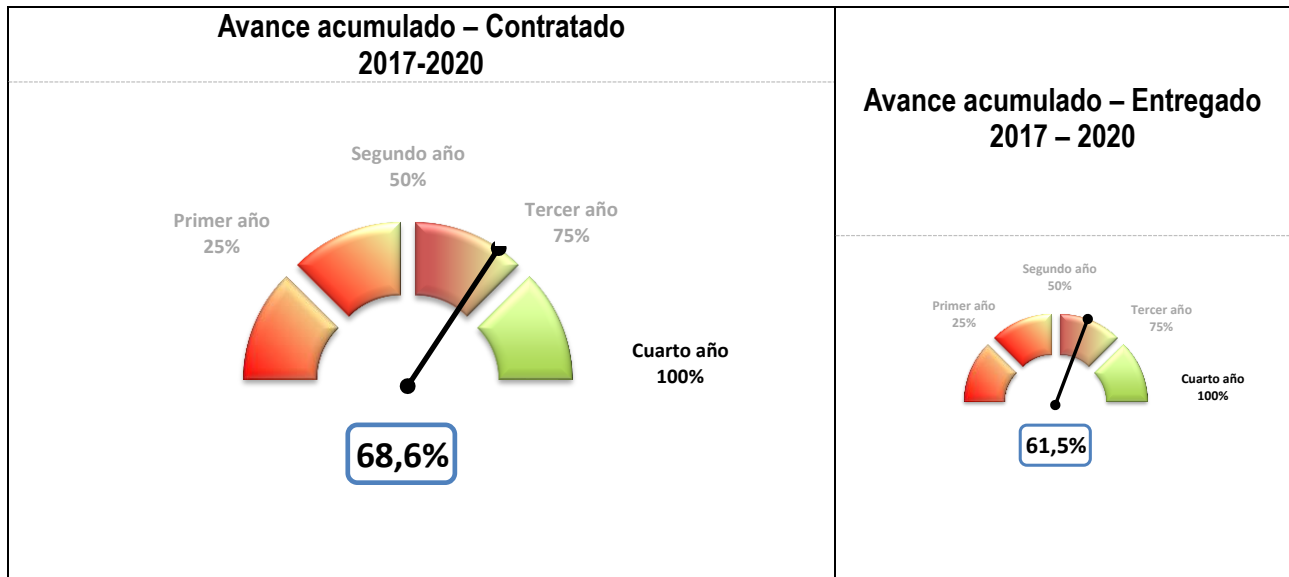 Avance acumulado – Contratado
2017-2020
Segundo año
50%
Primer año
25%
Tercer año
75%
Cuarto año
100%
68,6%
Avance acumulado – Entregado
2017 – 2020
Segundo año
50%
Primer año
25%
Tercer año
75%
Cuarto año
100%
61,5%